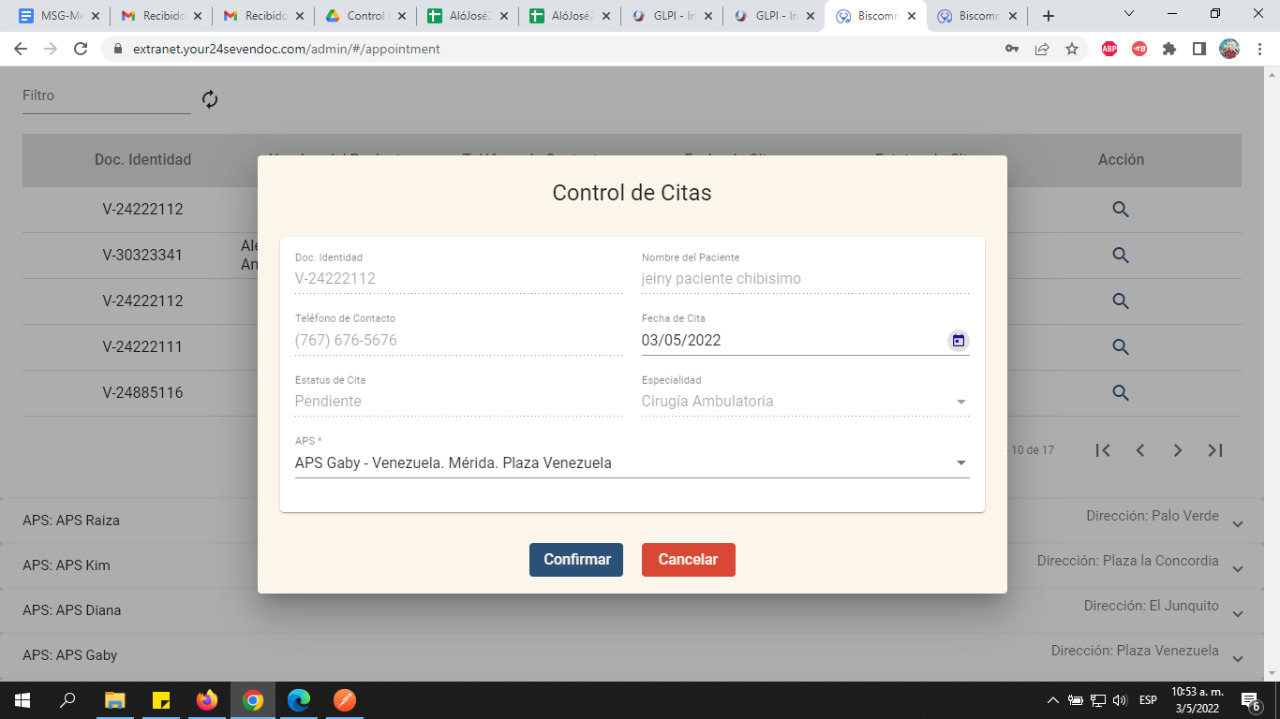 MSG-M
Recibido
Recibido
Control
AlóJosé2
AlóJosé2
GLPI - In
GLPI - In
Biscomm
Biscomm
extranet.your24sevendoc.com/admin/#/appointment
ABP
Filtro
Doc. Identidad
Acción
V-24222112
V-30323341
Ale
An
V-24222112
V-24222111
V-24885116
10 de 17
Control de Citas
Doc. Identidad
Nombre del Paciente
V-24222112
jeiny paciente chibisimo
Teléfono de Contacto
Fecha de Cita
(767) 676-5676
03/05/2022
Estatus de Cita
Especialidad
Pendiente
Cirugía Ambulatoria
APS *
APS Gaby - Venezuela. Mérida. Plaza Venezuela
Confirmar
Cancelar
APS: APS Raiza
Dirección: Palo Verde
APS: APS Kim
Dirección: Plaza la Concordia
APS: APS Diana
Dirección: El Junquito
APS: APS Gaby
Dirección: Plaza Venezuela
ESP
10:53 a. m.
3/5/2022
6